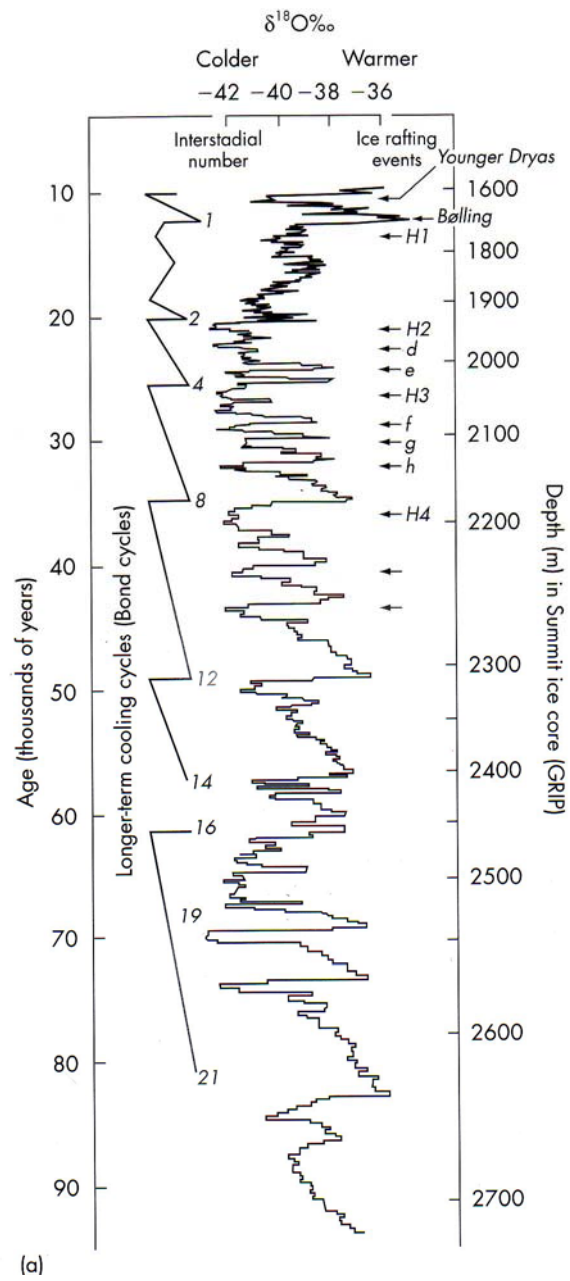 δ18O‰
Colder Warmer
−42 −40 −38 −36
Interstadial number
Ice rafting events
Younger Dryas
10
1600
1
Bølling
H1
1800
1900
2
20
H2
d
2000
e
4
H3
f
30
2100
g
h
8
H4
2200
40
12
2300
50
14
2400
60
16
2500
19
70
2600
80
21
90
2700
Age (thousands of years)
Longer-term cooling cycles (Bond cycles)
Depth (m) in Summit ice core (GRIP)
(a)